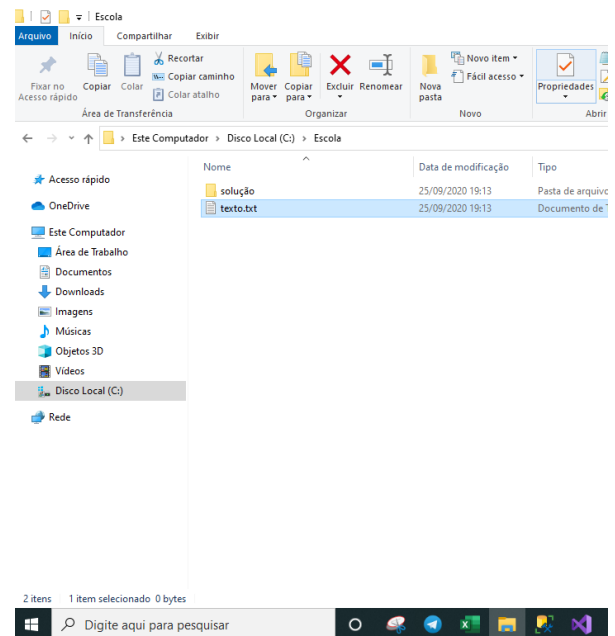 Escola
Arquivo Início Compartilhar Exibir
Fixar no Acesso rápido
Copiar
Colar
Recortar
Copiar caminho
Colar atalho
Mover para
Copiar para
Excluir
Renomear
Nova pasta
Novo item
Fácil acesso
Propriedades
Área de Transferência
Organizar
Novo
Abrir
Este Computador > Disco Local (C:) > Escola
Nome Data de modificação Tipo
solução 25/09/2020 19:13 Pasta de arquivo
texto.txt 25/09/2020 19:13 Documento de T
Acesso rápido
OneDrive
Este Computador
Área de Trabalho
Documentos
Downloads
Imagens
Músicas
Objetos 3D
Vídeos
Disco Local (C:)
Rede
2 itens 1 item selecionado 0 bytes
Digite aqui para pesquisar